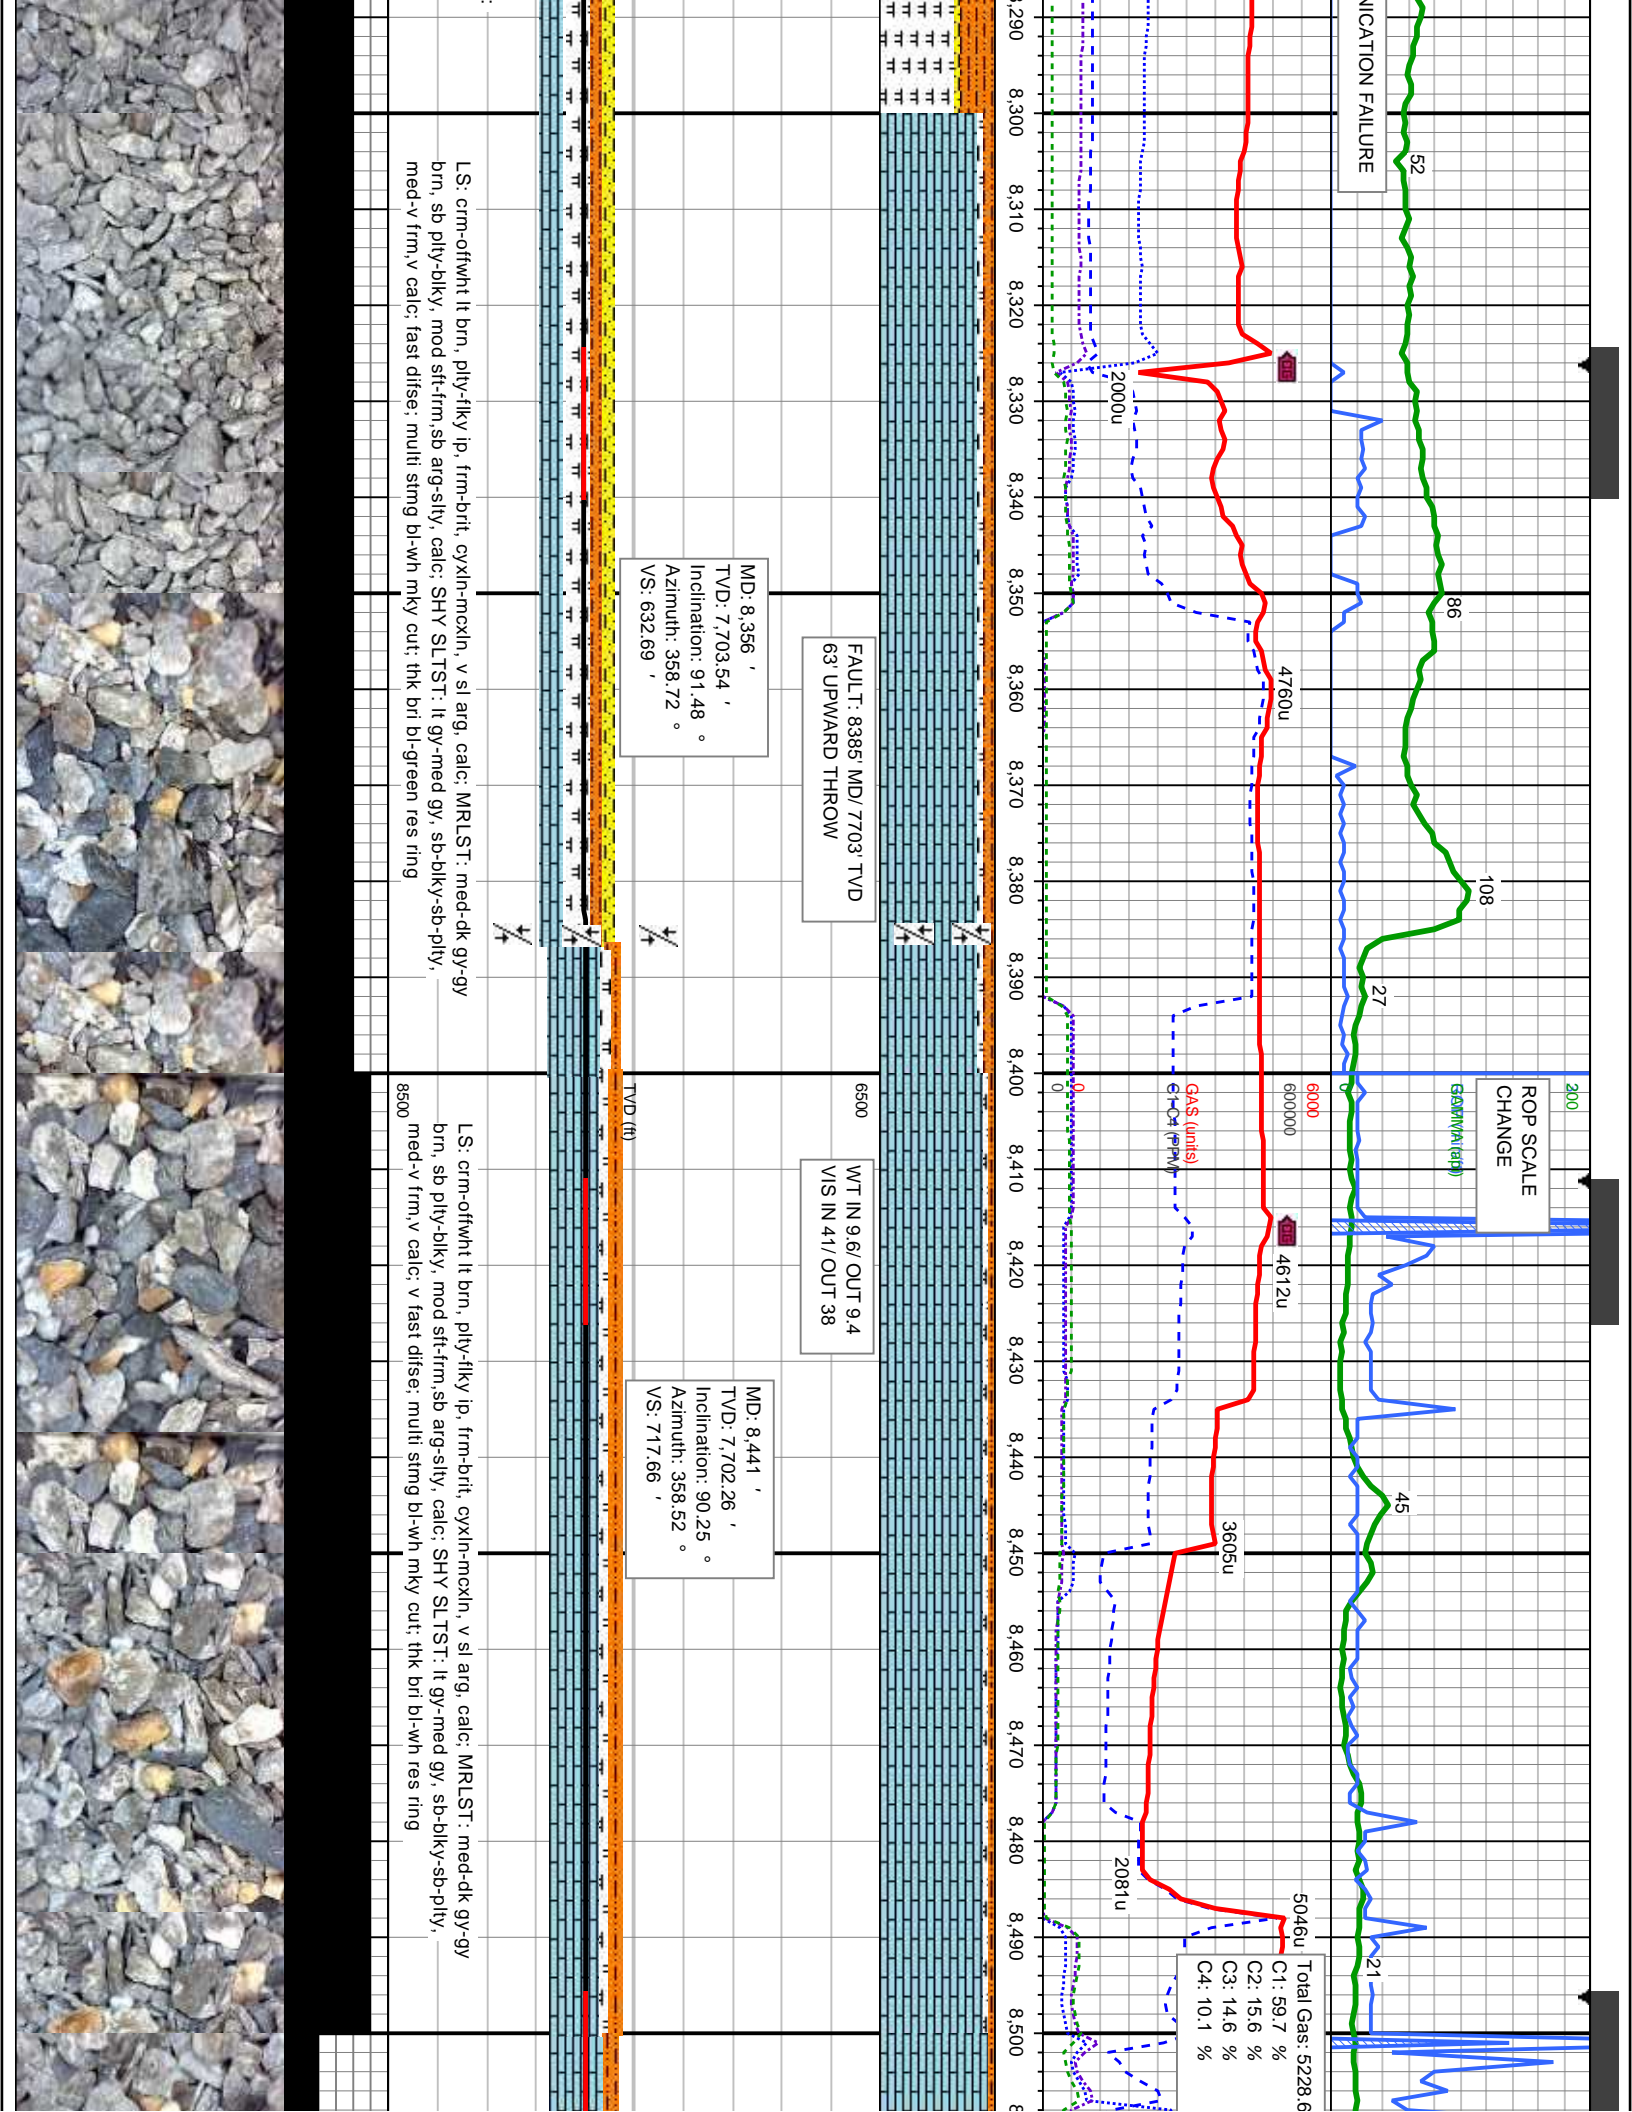 NICATION FAILURE
52
86
108
27
ROP SCALE
CHANGE
200
0
45
21
2000u
4760u
6000
600000
GAS (units)
C1-C4 (PPM)
0
0
4612u
3605u
2081u
5046u
Total Gas: 5228.6
C1: 59.7 %
C2: 15.6 %
C3: 14.6 %
C4: 10.1 %
8,290
8,300
8,310
8,320
8,330
8,340
8,350
8,360
8,370
8,380
8,390
8,400
8,410
8,420
8,430
8,440
8,450
8,460
8,470
8,480
8,490
8,500
FAULT: 8385' MD/ 7703' TVD
63' UPWARD THROW
6500
WT IN 9.6/ OUT 9.4
VIS IN 41/ OUT 38
MD: 8,356 '
TVD: 7,703.54 '
Inclination: 91.48 °
Azimuth: 358.72 °
VS: 632.69 '
MD: 8,441 '
TVD: 7,702.26 '
Inclination: 90.25 °
Azimuth: 358.52 °
VS: 717.66 '
TVD (ft)
8500
LS: crm-offwht lt brn, plty-flky ip, frm-brit, cyxln-mcxln, v sl arg, calc; MRLST: med-dk gy-gy
brn, sb plty-blky, mod sft-frm,sb arg-slty, calc; SHY SLTST: lt gy-med gy, sb-blky-sb-plty,
med-v frm,v calc; fast difse; multi stmg bl-wh mky cut; thk bri bl-green res ring
LS: crm-offwht lt brn, plty-flky ip, frm-brit, cyxln-mcxln, v sl arg, calc; MRLST: med-dk gy-gy
brn, sb plty-blky, mod sft-frm,sb arg-slty, calc; SHY SLTST: lt gy-med gy, sb-blky-sb-plty,
med-v frm,v calc; v fast difse; multi stmg bl-wh mky cut; thk bri bl-wh res ring